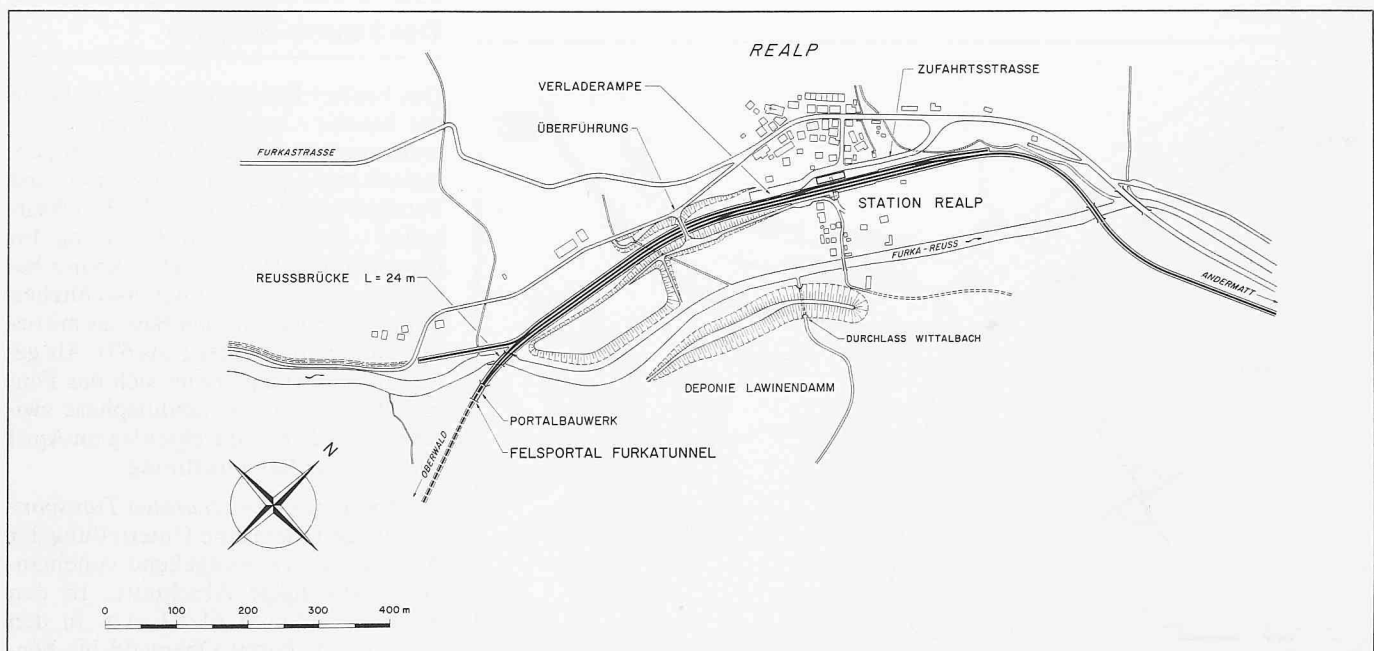 REALP
ZUFAHRTSSTRASSE
VERLADERAMPE
ÜBERFÜHRUNG
FURKASTRASSE
STATION REALP
FURKA-REUSS
REUSSBRÜCKE L = 24 m
ANDERMATT
DURCHLASS WITTALBACH
DEPONIE LAWINENDAMM
PORTALBAUWERK
OBERWALD
FELSPORTAL FURKATUNNEL
N
0 100 200 300 400 m